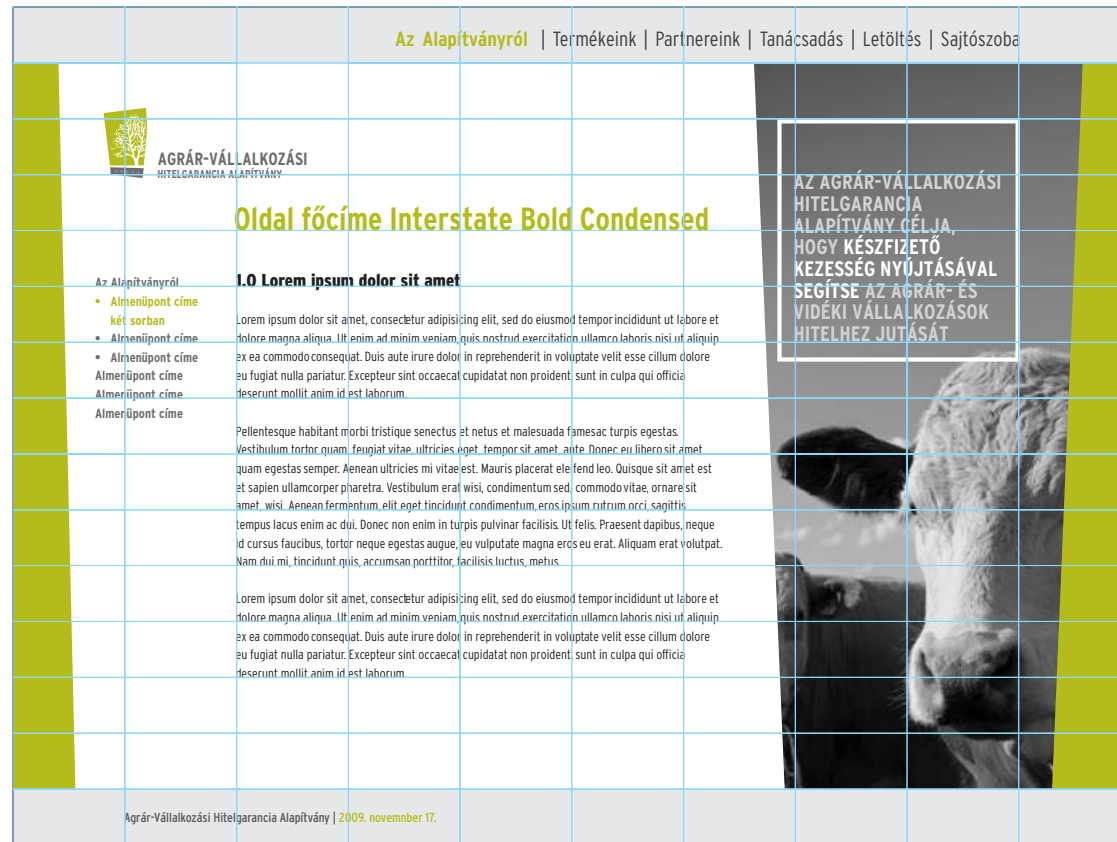 Az Alapítványról | Termékeink | Partnereink | Tanácsadás | Letöltés | Sajtószoba
AGRÁR-VÁLLALKOZÁSI
HITELGARANCIA ALAPÍTVÁNY
Oldal főcíme Interstate Bold Condensed
Az Alapítványról
• Almenüpont címe
két sorban
• Almenüpont címe
• Almenüpont címe
Almenüpont címe
Almenüpont címe
Almenüpont címe
1.0 Lorem ipsum dolor sit amet
Lorem ipsum dolor sit amet, consectetur adipisicing elit, sed do eiusmod tempor incididunt ut labore et
dolore magna aliqua. Ut enim ad minim veniam, quis nostrud exercitation ullamco laboris nisi ut aliquip
ex ea commodo consequat. Duis aute irure dolor in reprehenderit in voluptate velit esse cillum dolore
eu fugiat nulla pariatur. Excepteur sint occaecat cupidatat non proident, sunt in culpa qui officia
deserunt mollit anim id est laborum.
Pellentesque habitant morbi tristique senectus et netus et malesuada famesac turpis egestas.
Vestibulum tortor quam, feugiat vitae, ultricies eget, tempor sit amet, ante. Donec eu libero sit amet
quam egestas semper. Aenean ultricies mi vitae est. Mauris placerat eleifend leo. Quisque sit amet est
et sapien ullamcorper pharetra. Vestibulum erat wisi, condimentum sed, commodo vitae, ornare sit
amet, wisi. Aenean fermentum, elit eget tincidunt condimentum, eros ipsum rutrum orci, sagittis
tempus lacus enim ac dui. Donec non enim in turpis pulvinar facilisis. Ut felis. Praesent dapibus, neque
id cursus faucibus, tortor neque egestas augue, eu vulputate magna eros eu erat. Aliquam erat volutpat.
Nam dui mi, tincidunt quis, accumsan porttitor, facilisis luctus, metus.
Lorem ipsum dolor sit amet, consectetur adipisicing elit, sed do eiusmod tempor incididunt ut labore et
dolore magna aliqua. Ut enim ad minim veniam, quis nostrud exercitation ullamco laboris nisi ut aliquip
ex ea commodo consequat. Duis aute irure dolor in reprehenderit in voluptate velit esse cillum dolore
eu fugiat nulla pariatur. Excepteur sint occaecat cupidatat non proident, sunt in culpa qui officia
deserunt mollit anim id est laborum.
AZ AGRÁR-VÁLLALKOZÁSI
HITELGARANCIA
ALAPÍTVÁNY CÉLJA,
HOGY KÉSZFIZETŐ
KEZESSÉG NYÚJTÁSÁVAL
SEGÍTSE AZ AGRÁR- ÉS
VIDÉKI VÁLLALKOZÁSOK
HITELHEZ JUTÁSÁT
Agrár-Vállalkozási Hitelgarancia Alapítvány | 2009. novemnber 17.